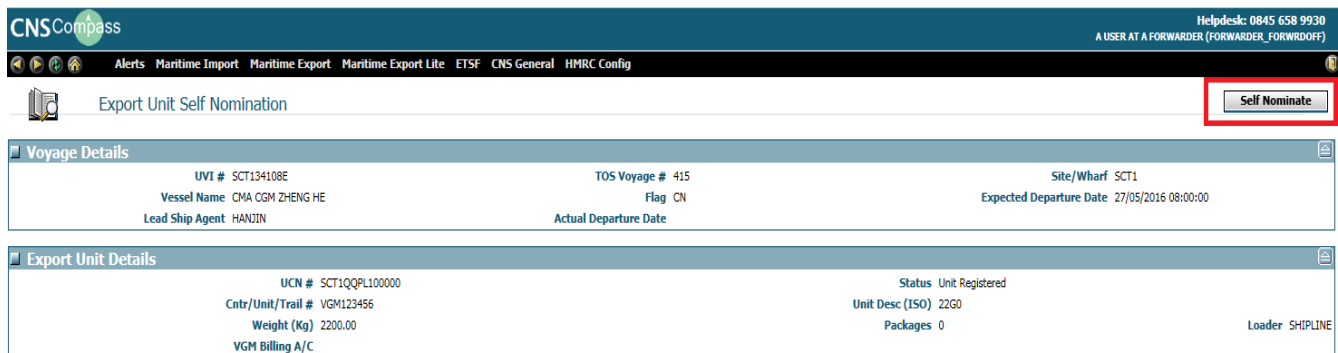 CNSCompass
Helpdesk: 0845 658 9930
A USER AT A FORWARDER (FORWARDER_FORWRDOFF)
Alerts Maritime Import Maritime Export Maritime Export Lite ETSF CNS General HMRC Config
Export Unit Self Nomination Self Nominate
Voyage Details
UVI # SCT134108E TOS Voyage # 415 Site/Wharf SCT1
Vessel Name CMA CGM ZHENG HE Flag CN Expected Departure Date 27/05/2016 08:00:00
Lead Ship Agent HANJIN Actual Departure Date
Export Unit Details
UCN # SCT1QQPL100000 Status Unit Registered
Cntr/Unit/Trail # VGM123456 Unit Desc (ISO) 22G0
Weight (Kg) 2200.00 Packages 0 Loader SHIPLINE
VGM Billing A/C